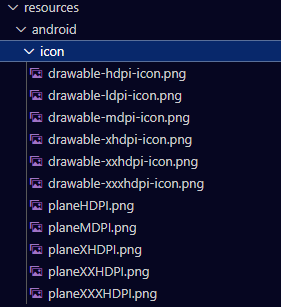 resources
android
icon
drawable-hdpi-icon.png
drawable-ldpi-icon.png
drawable-mdpi-icon.png
drawable-xhdpi-icon.png
drawable-xxhdpi-icon.png
drawable-xxxhdpi-icon.png
planeHDPI.png
planeMDPI.png
planeXHDPI.png
planeXXHDPI.png
planeXXXHDPI.png